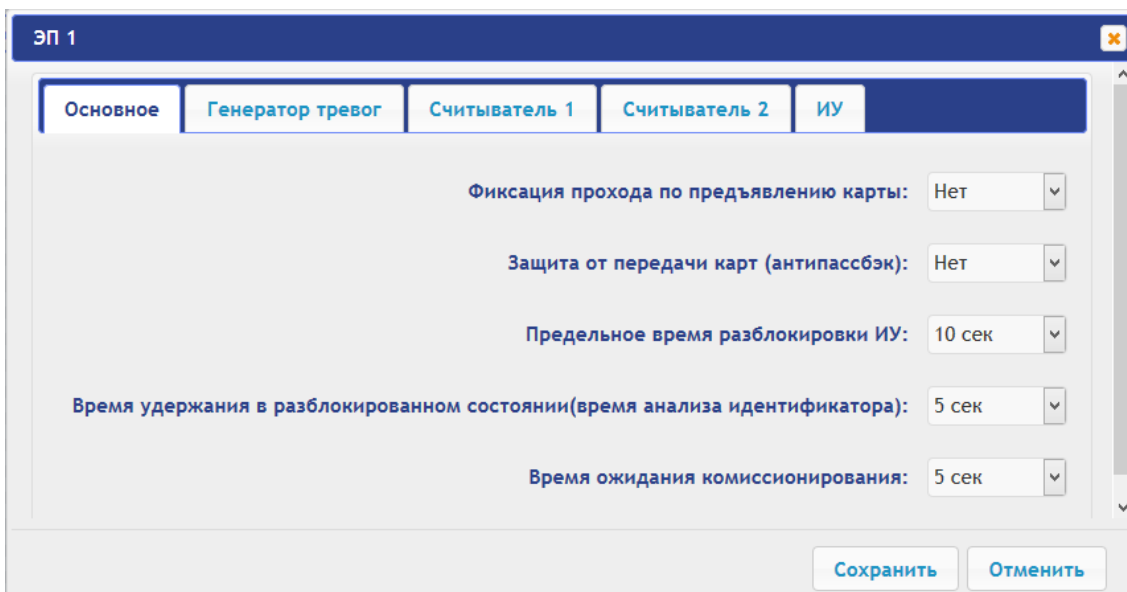 ЭП 1
Основное Генератор тревог Считыватель 1 Считыватель 2 ИУ
Фиксация прохода по предъявлению карты: Нет
Защита от передачи карт (антипассбэк): Нет
Предельное время разблокировки ИУ: 10 сек
Время удержания в разблокированном состоянии(время анализа идентификатора): 5 сек
Время ожидания комиссионирования: 5 сек
Сохранить Отменить